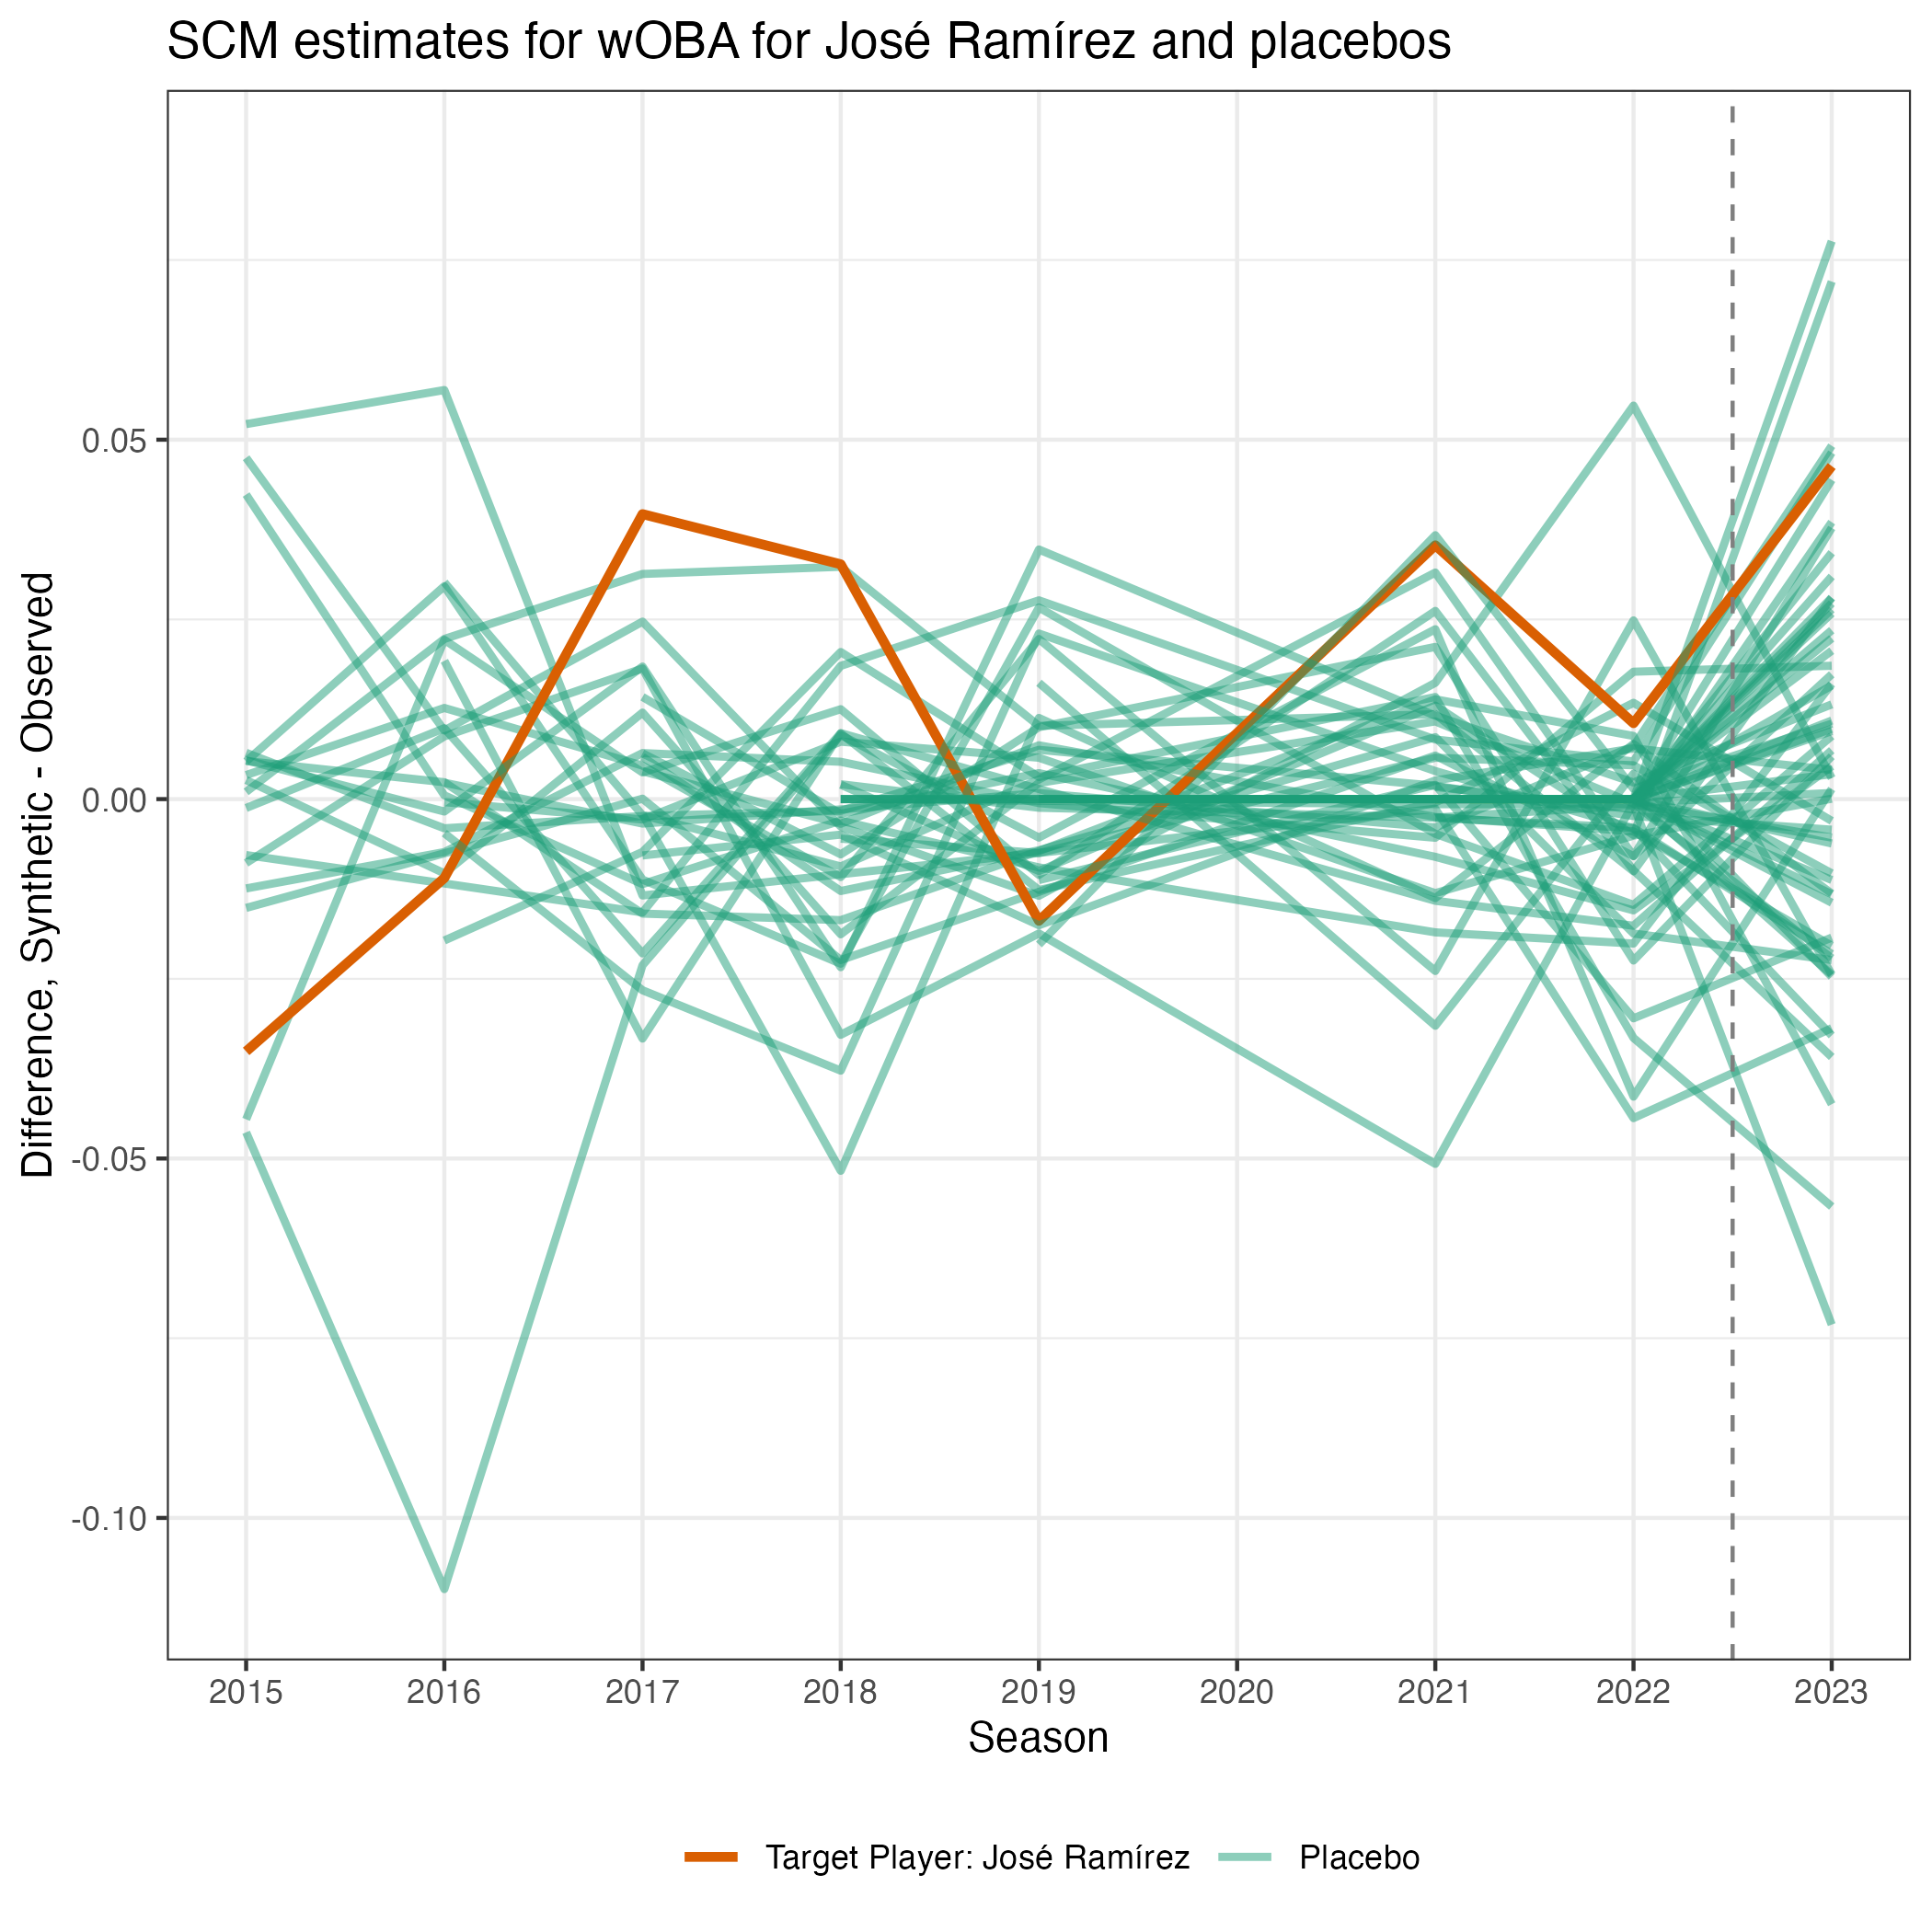 SCM estimates for wOBA for José Ramírez and placebos
Difference, Synthetic - Observed
0.05
0.00
-0.05
-0.10
2015 2016 2017 2018 2019 2020 2021 2022 2023
Season
Target Player: José Ramírez Placebo